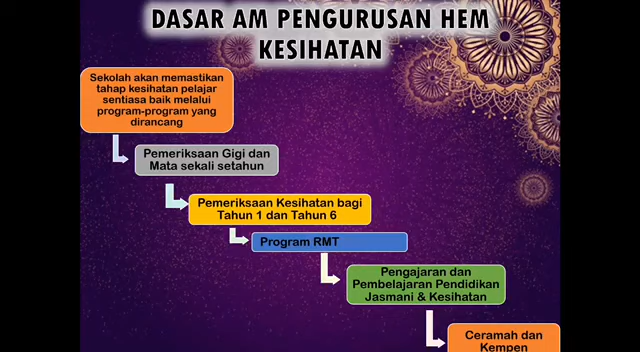 DASAR AM PENGURUSAN HEM
KESIHATAN
Sekolah akan memastikan
tahap kesihatan pelajar
sentiasa baik melalui
program-program yang
dirancang
Pemeriksaan Gigi dan
Mata sekali setahun
Pemeriksaan Kesihatan bagi
Tahun 1 dan Tahun 6
Program RMT
Pengajaran dan
Pembelajaran Pendidikan
Jasmani & Kesihatan
Ceramah dan
Kempen